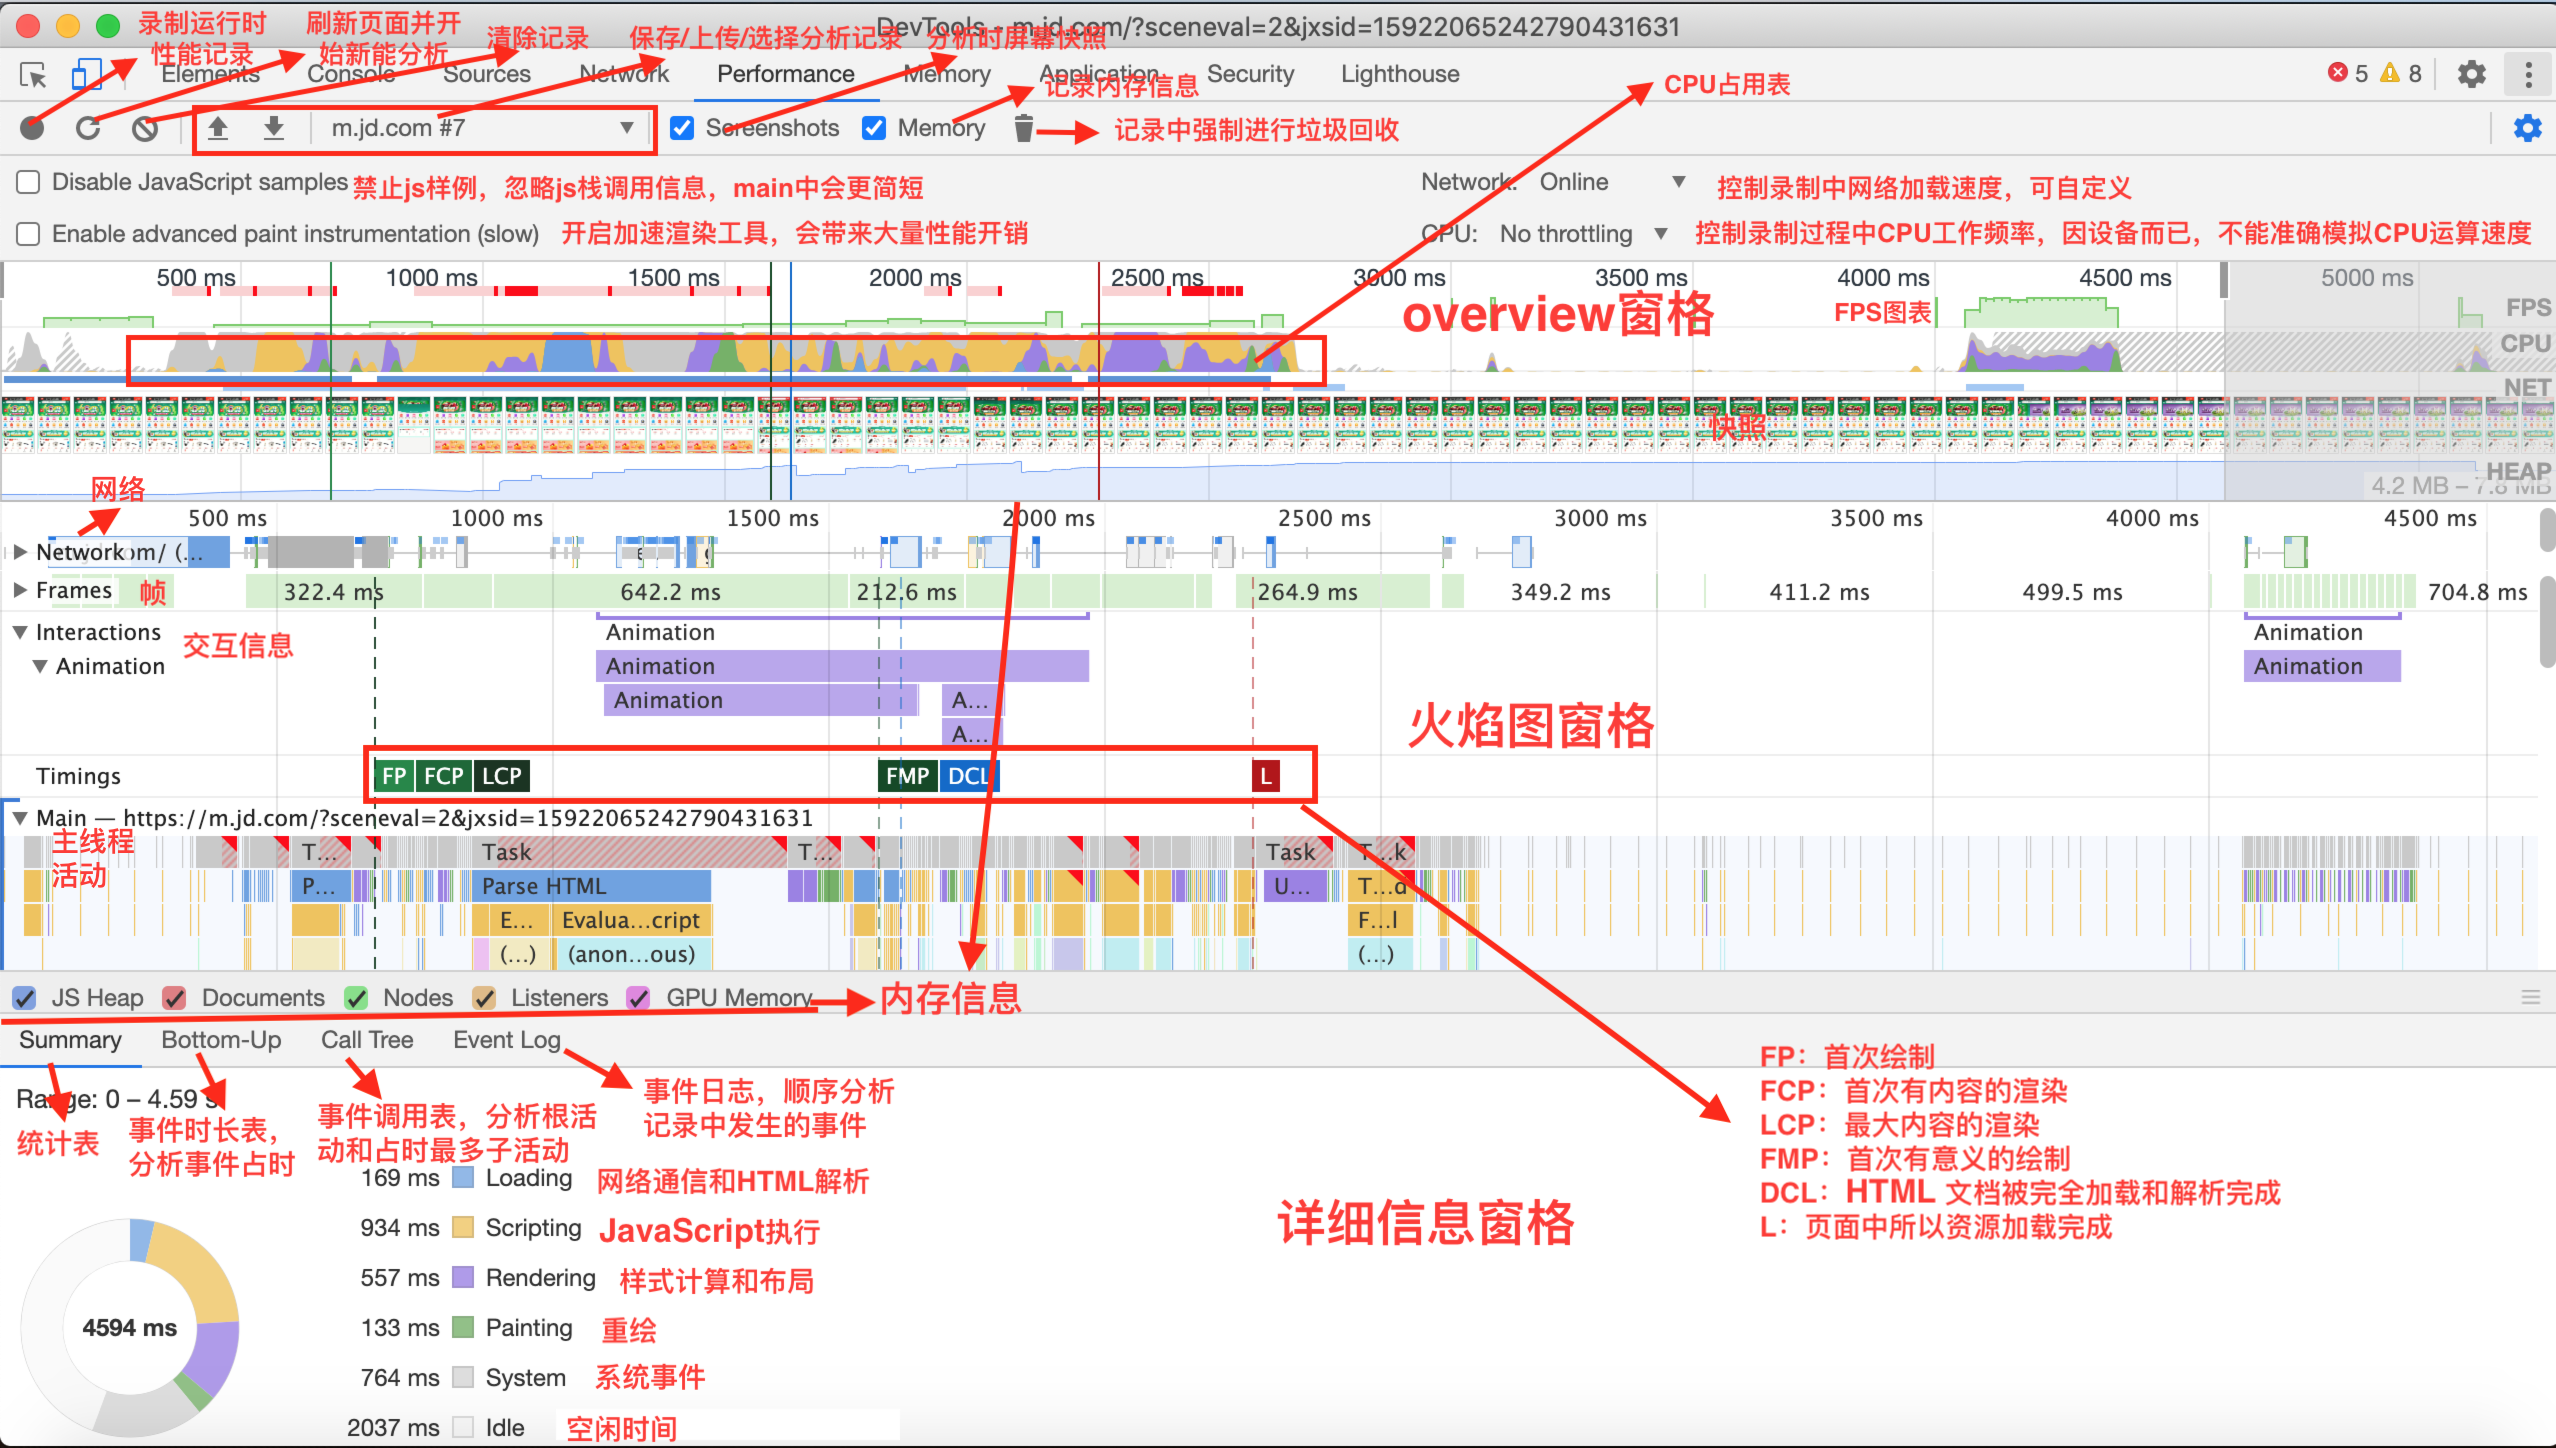 DevTools - m.jd.com/?sceneval=2&jxsid=15922065242790431631
录制运行时
性能记录
刷新页面并开
始新能分析
清除记录
保存/上传/选择分析记录
分析时屏幕快照
Elements
Console
Sources
Network
Performance
Memory
Application
Security
Lighthouse
5
8
记录内存信息
CPU占用表
m.jd.com #7
Screenshots
Memory
记录中强制进行垃圾回收
Disable JavaScript samples
禁止js样例，忽略js栈调用信息，main中会更简短
Network: Online
控制录制中网络加载速度，可自定义
Enable advanced paint instrumentation (slow)
开启加速渲染工具，会带来大量性能开销
CPU: No throttling
控制录制过程中CPU工作频率，因设备而已，不能准确模拟CPU运算速度
500 ms
1000 ms
1500 ms
2000 ms
2500 ms
3000 ms
3500 ms
4000 ms
4500 ms
5000 ms
overview窗格
FPS图表
FPS
CPU
NET
快照
HEAP
4.2 MB – 7.8 MB
网络
500 ms
1000 ms
1500 ms
2000 ms
2500 ms
3000 ms
3500 ms
4000 ms
4500 ms
Network
om/ (…
Frames
帧
322.4 ms
642.2 ms
212.6 ms
264.9 ms
349.2 ms
411.2 ms
499.5 ms
704.8 ms
Interactions
交互信息
Animation
Animation
Animation
Animation
Animation
Animation
Animation
A…
A…
火焰图窗格
Timings
FP
FCP
LCP
FMP
DCL
L
Main — https://m.jd.com/?sceneval=2&jxsid=15922065242790431631
主线程
活动
T…
Task
T…
Task
T…k
P…
Parse HTML
U…
T…d
E…
Evalua…cript
F…l
(…)
(anon…ous)
(…)
JS Heap
Documents
Nodes
Listeners
GPU Memory
内存信息
Summary
Bottom-Up
Call Tree
Event Log
Range: 0 – 4.59 s
统计表
事件时长表，
分析事件占时
事件调用表，分析根活
动和占时最多子活动
事件日志，顺序分析
记录中发生的事件
FP：首次绘制
FCP：首次有内容的渲染
LCP：最大内容的渲染
FMP：首次有意义的绘制
DCL：HTML 文档被完全加载和解析完成
L：页面中所以资源加载完成
详细信息窗格
169 ms Loading 网络通信和HTML解析
934 ms Scripting JavaScript执行
557 ms Rendering 样式计算和布局
133 ms Painting 重绘
764 ms System 系统事件
2037 ms Idle 空闲时间
4594 ms